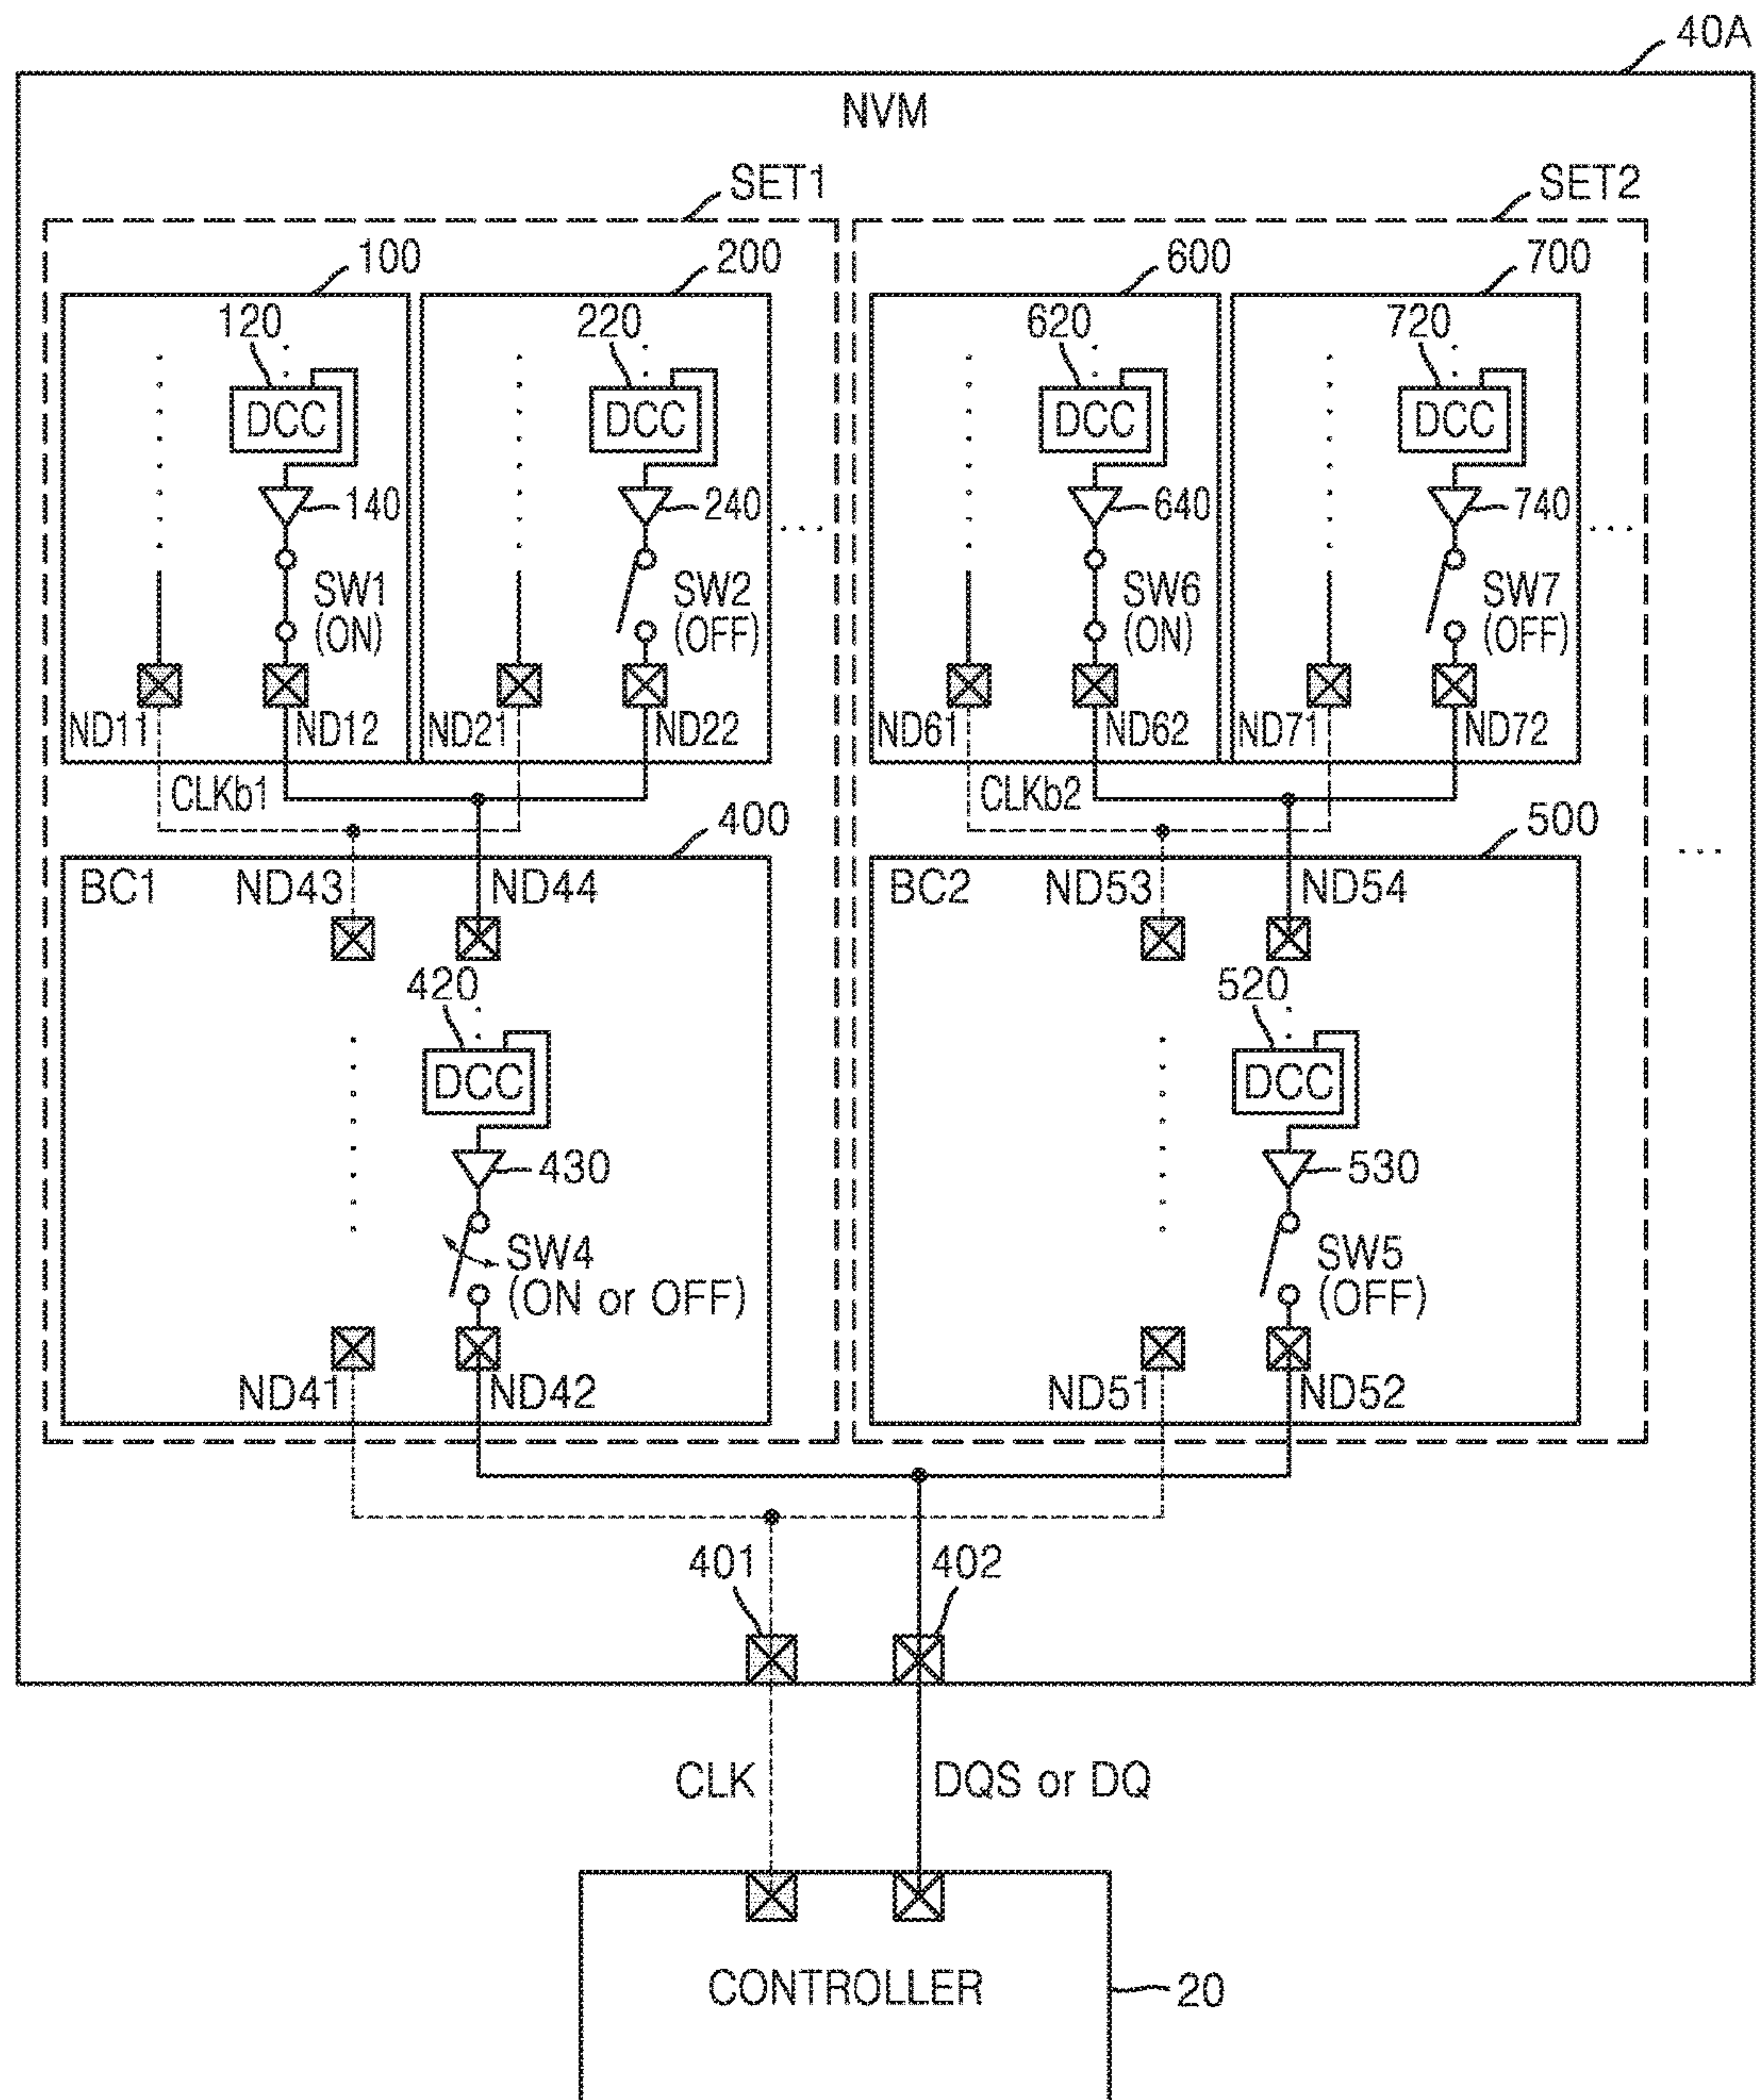 40A
NVM
SET1
SET2
100
200
600
700
120
220
620
720
DCC
DCC
DCC
DCC
140
240
640
740
...
...
SW1
(ON)
SW2
(OFF)
SW6
(ON)
SW7
(OFF)
ND11
ND12
ND21
ND22
ND61
ND62
ND71
ND72
CLKb1
CLKb2
400
500
...
BC1
ND43
ND44
BC2
ND53
ND54
420
520
DCC
DCC
430
530
SW4
(ON or OFF)
SW5
(OFF)
ND41
ND42
ND51
ND52
401
402
CLK
DQS or DQ
CONTROLLER
20